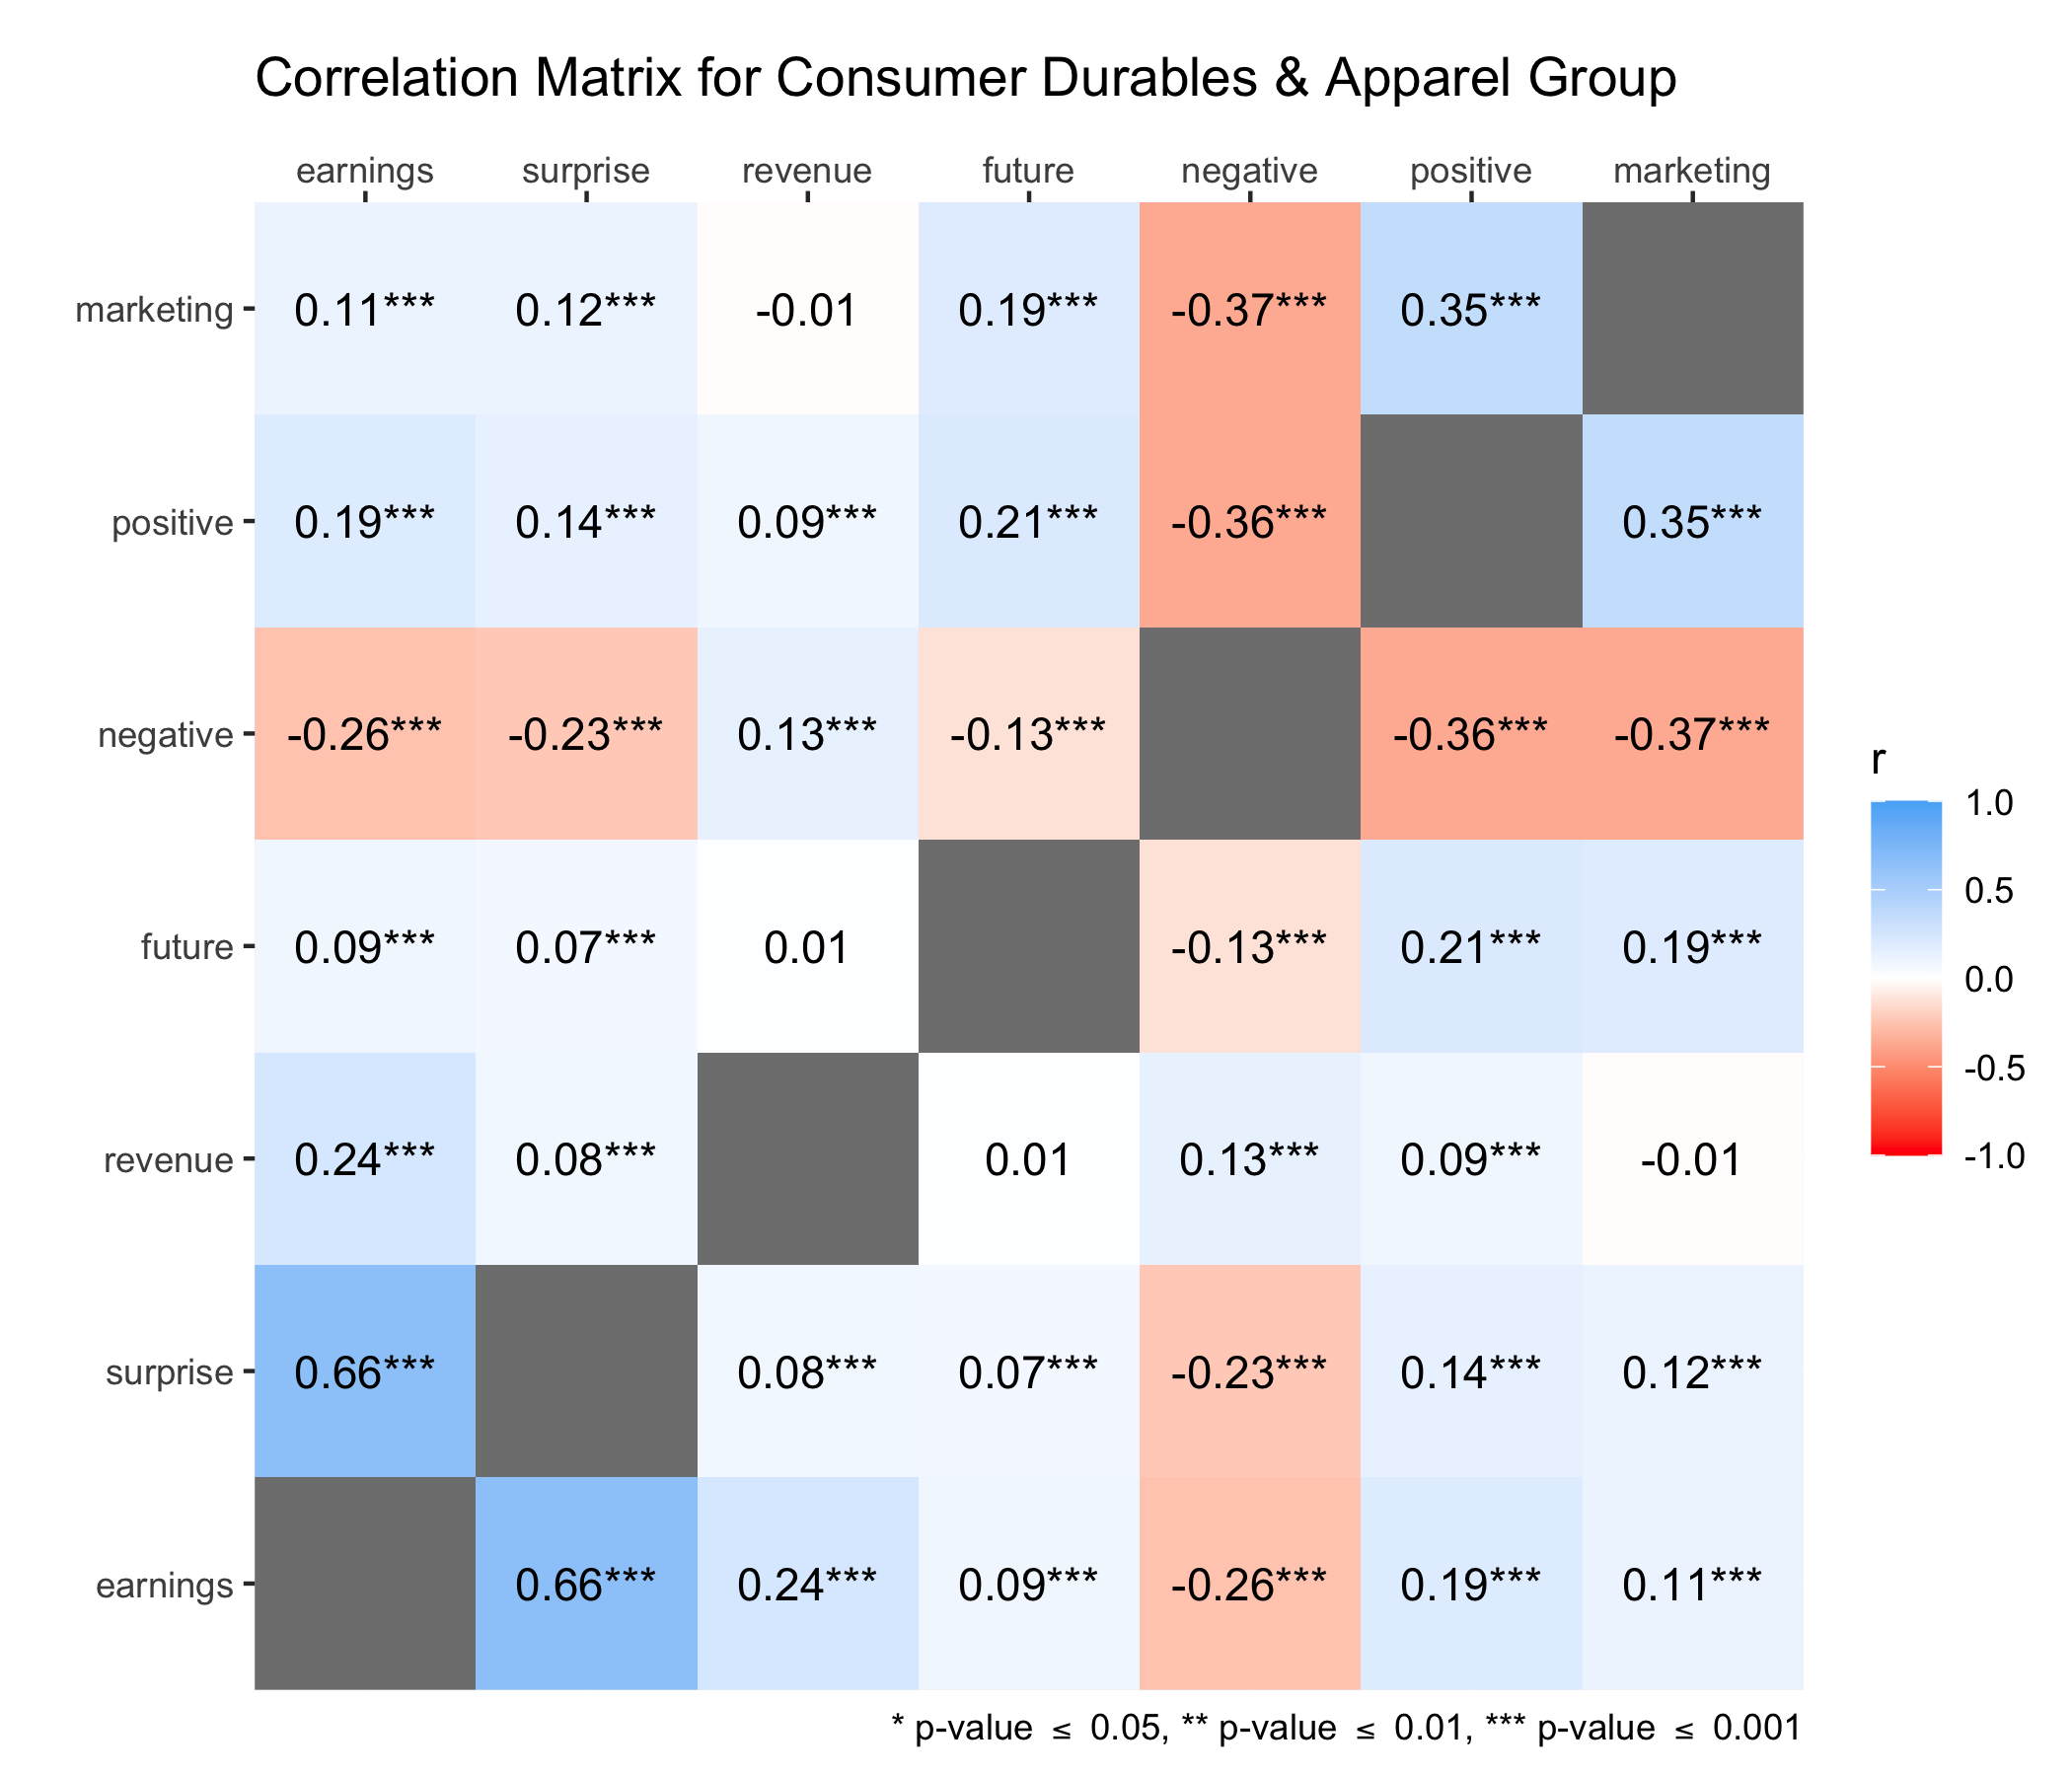 Correlation Matrix for Consumer Durables & Apparel Group
earnings surprise revenue future negative positive marketing
marketing 0.11*** 0.12*** -0.01 0.19*** -0.37*** 0.35***
positive 0.19*** 0.14*** 0.09*** 0.21*** -0.36*** 0.35***
negative -0.26*** -0.23*** 0.13*** -0.13*** -0.36*** -0.37***
future 0.09*** 0.07*** 0.01 -0.13*** 0.21*** 0.19***
revenue 0.24*** 0.08*** 0.01 0.13*** 0.09*** -0.01
surprise 0.66*** 0.08*** 0.07*** -0.23*** 0.14*** 0.12***
earnings 0.66*** 0.24*** 0.09*** -0.26*** 0.19*** 0.11***
r
1.0
0.5
0.0
-0.5
-1.0
* p-value ≤ 0.05, ** p-value ≤ 0.01, *** p-value ≤ 0.001